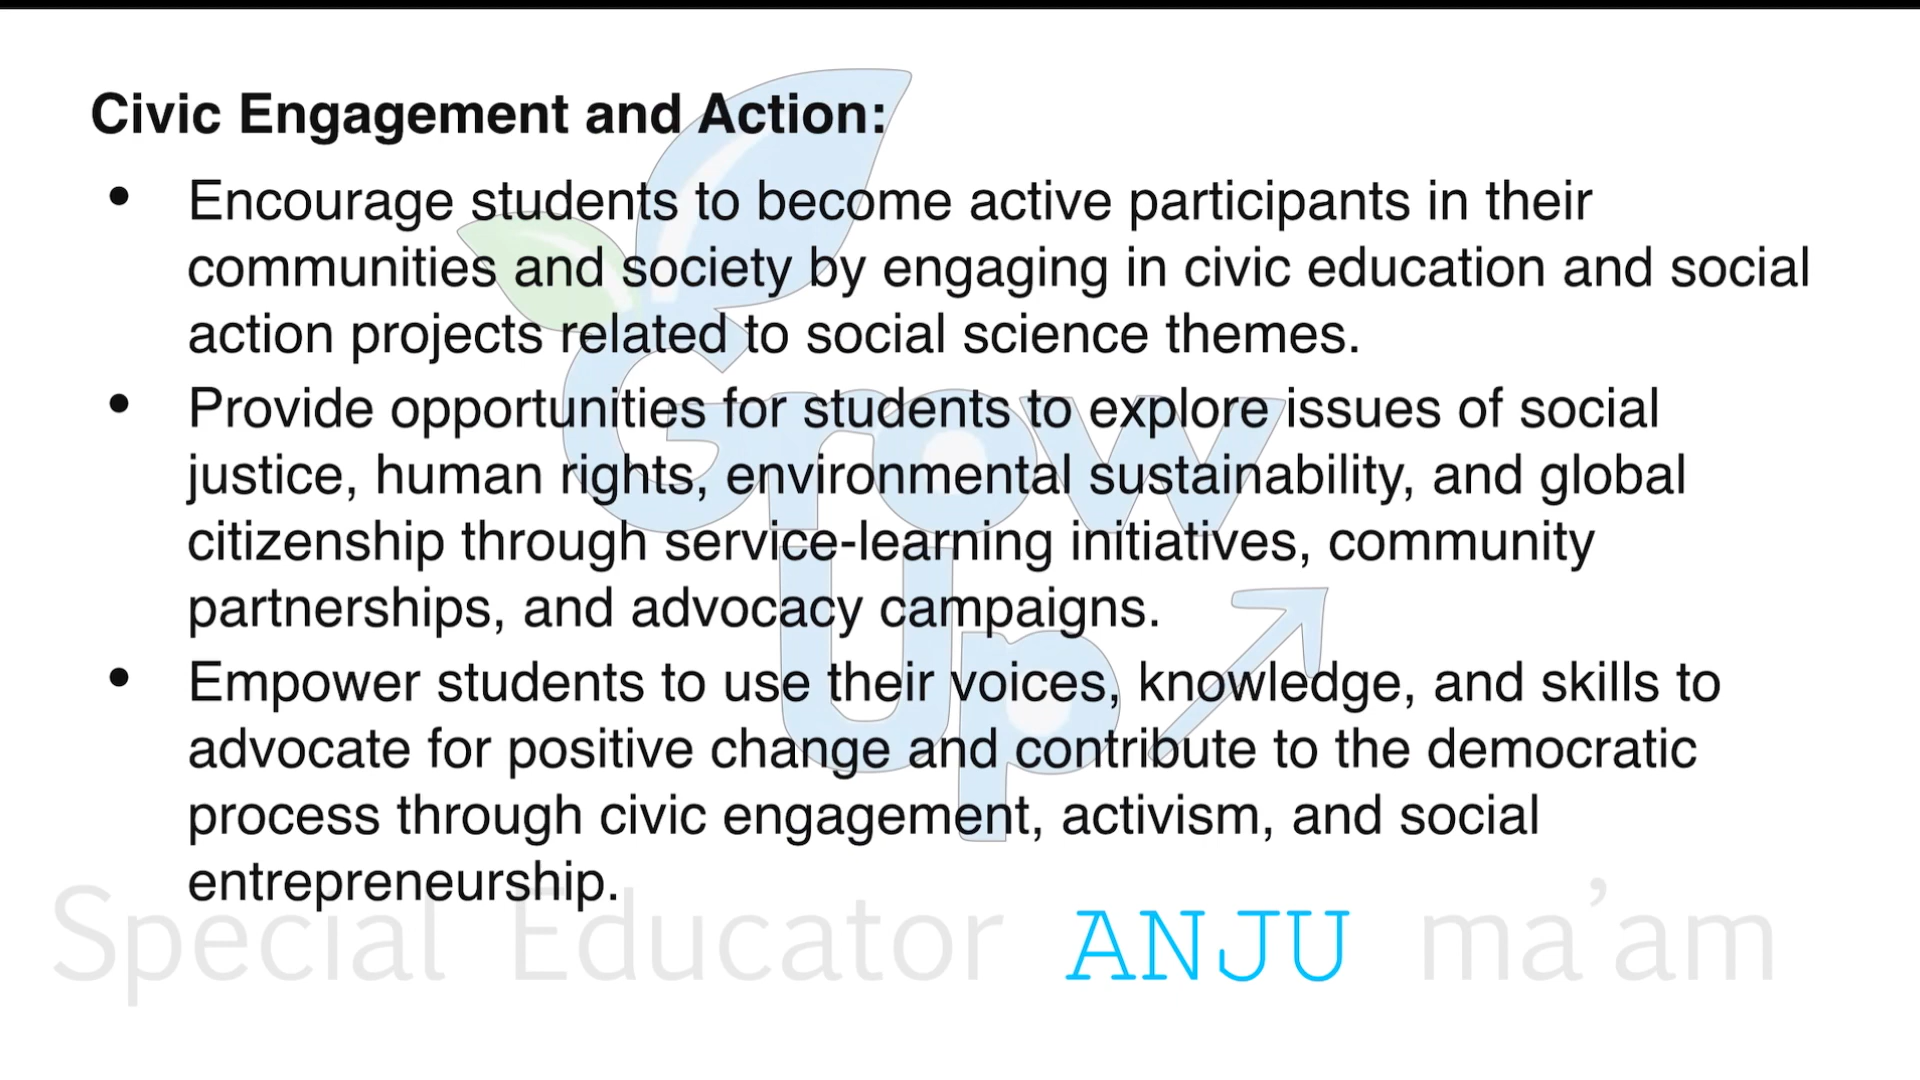 Civic Engagement and Action:
• Encourage students to become active participants in their
communities and society by engaging in civic education and social
action projects related to social science themes.
• Provide opportunities for students to explore issues of social
justice, human rights, environmental sustainability, and global
citizenship through service-learning initiatives, community
partnerships, and advocacy campaigns.
• Empower students to use their voices, knowledge, and skills to
advocate for positive change and contribute to the democratic
process through civic engagement, activism, and social
entrepreneurship.
Grow
Up
Special Educator ANJU ma’am